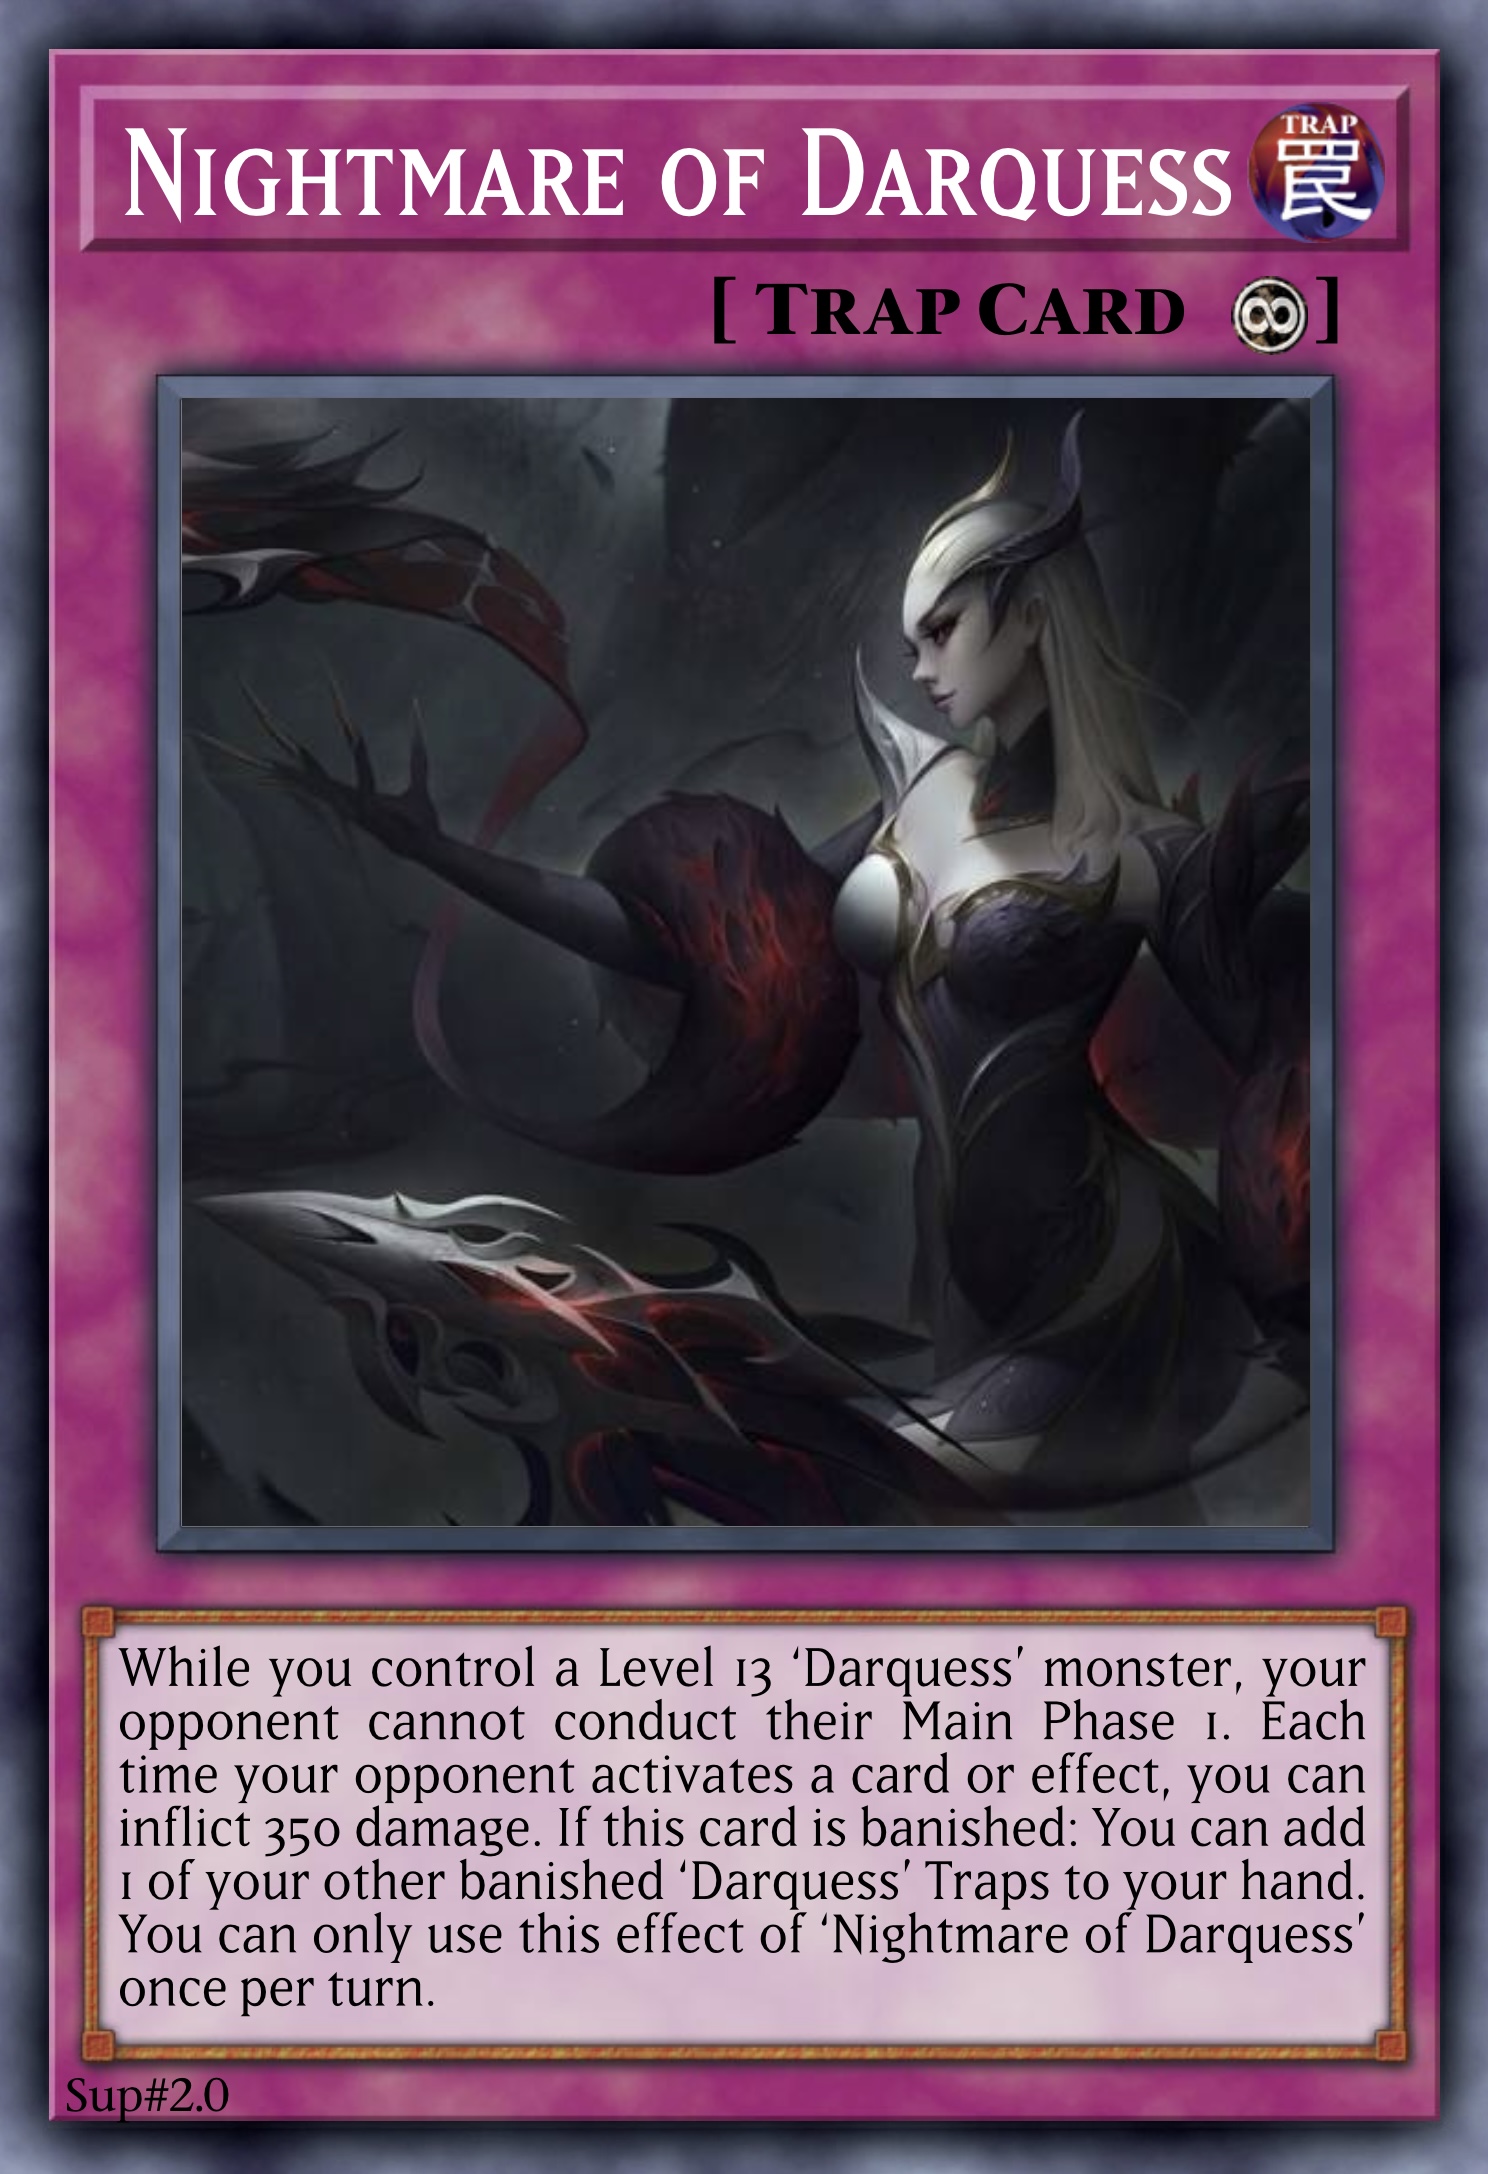 Nightmare of Darquess
TRAP
罠
[ Trap Card ∞ ]
While you control a Level 13 ‘Darquess’ monster, your
opponent cannot conduct their Main Phase 1. Each
time your opponent activates a card or effect, you can
inflict 350 damage. If this card is banished: You can add
1 of your other banished ‘Darquess’ Traps to your hand.
You can only use this effect of ‘Nightmare of Darquess’
once per turn.
Sup#2.0